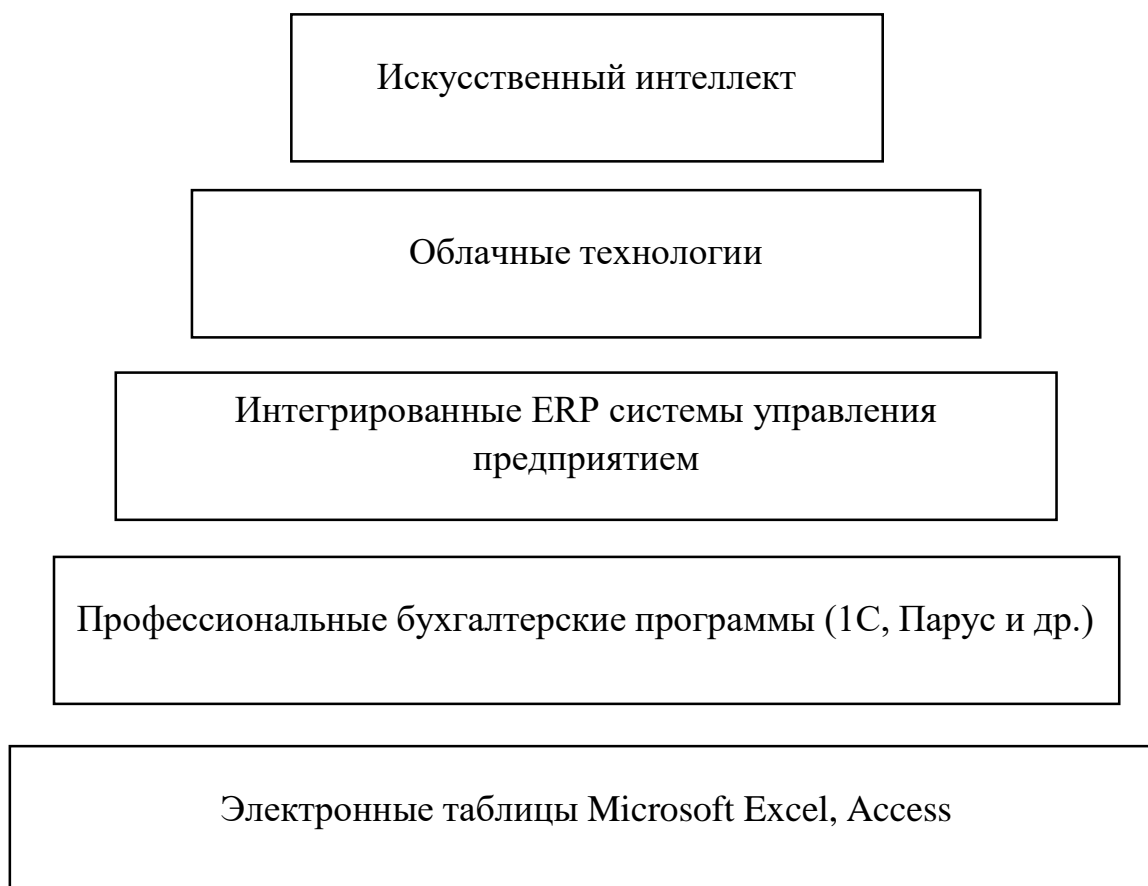 Искусственный интеллект
Облачные технологии
Интегрированные ERP системы управления
предприятием
Профессиональные бухгалтерские программы (1С, Парус и др.)
Электронные таблицы Microsoft Excel, Access